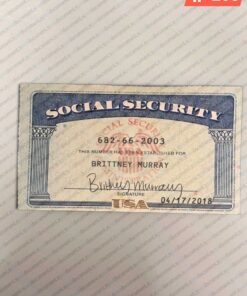 SOCIAL SECURITY
682-66-2003
THIS NUMBER HAS BEEN ESTABLISHED FOR
BRITTNEY MURRAY
Brittney Murray
SIGNATURE
USA 04/17/2018